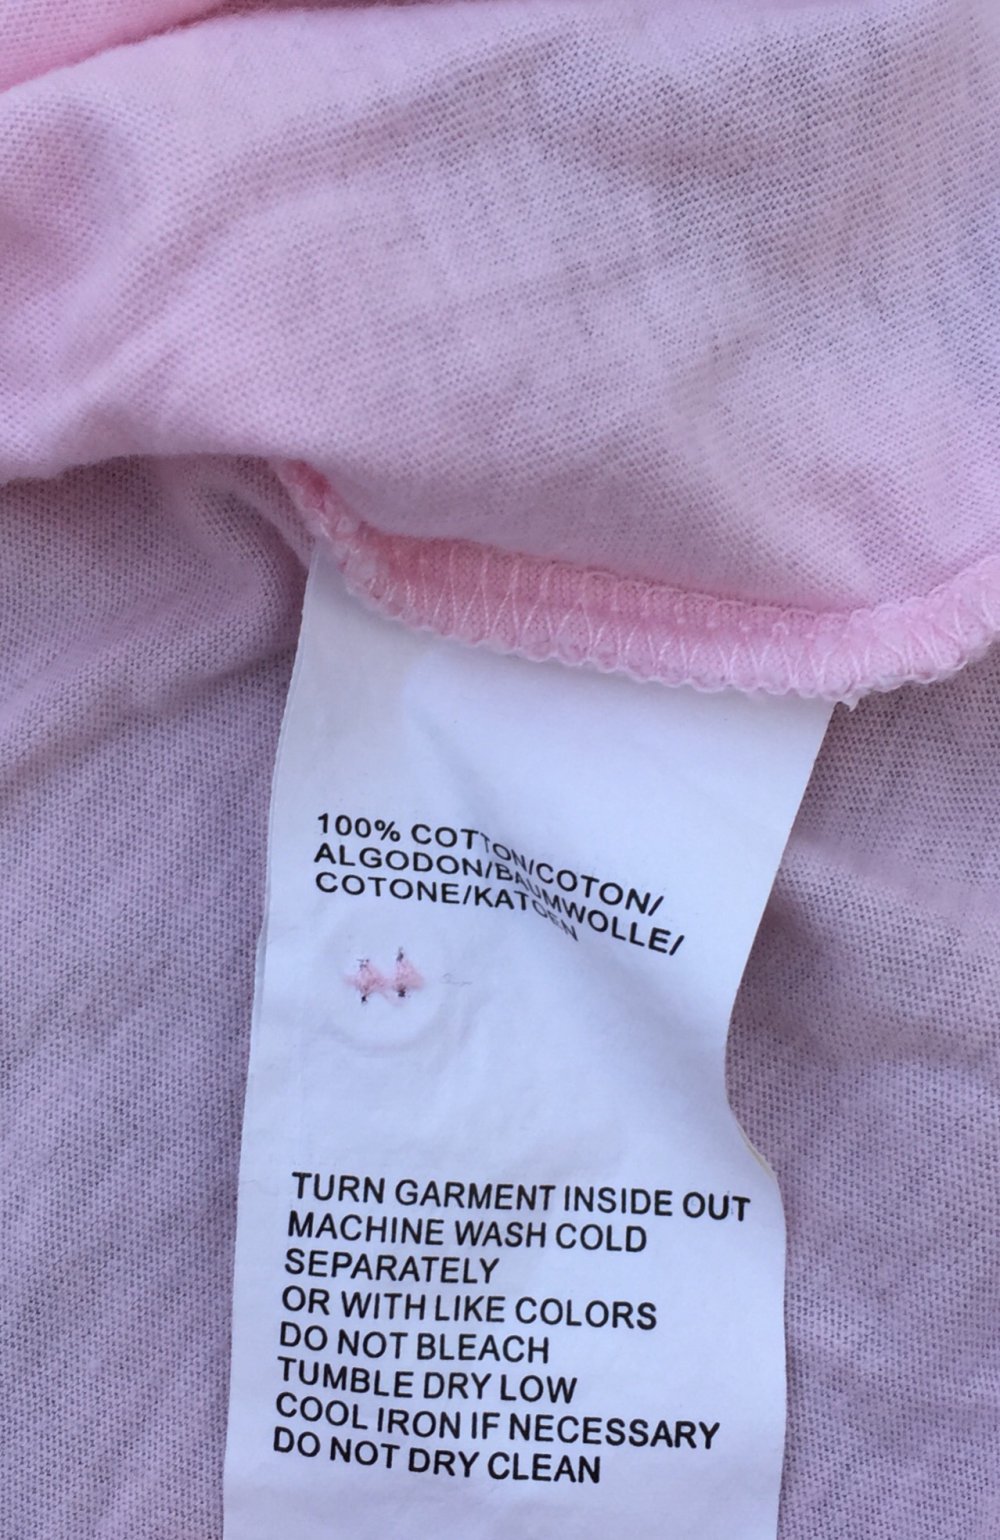 100% COTTON/COTON/
ALGODON/BAUMWOLLE/
COTONE/KATOEN
TURN GARMENT INSIDE OUT
MACHINE WASH COLD
SEPARATELY
OR WITH LIKE COLORS
DO NOT BLEACH
TUMBLE DRY LOW
COOL IRON IF NECESSARY
DO NOT DRY CLEAN